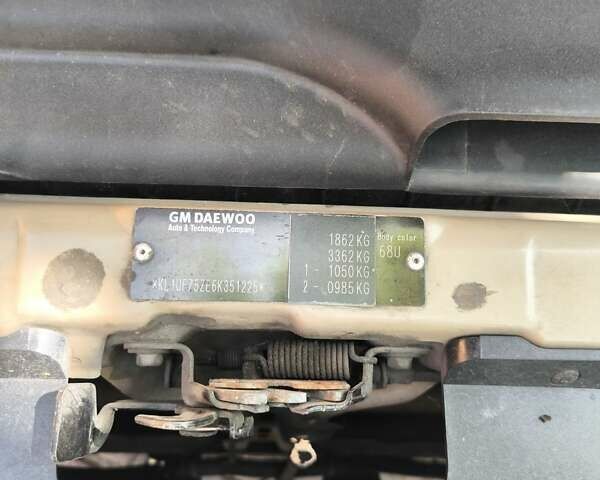 GM DAEWOO
Auto & Technology Company
*KL1UF75ZE6K351225*
1862 KG
3362 KG
1 - 1050 KG
2 - 0985 KG
Body color
68U